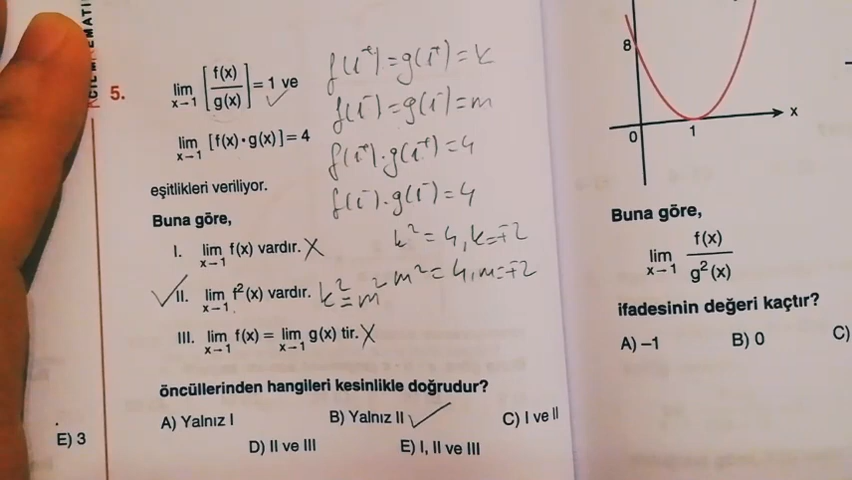 5.
lim x→1 [f(x)/g(x)] = 1 ve
lim x→1 [f(x)·g(x)] = 4
eşitlikleri veriliyor.
Buna göre,
I. lim x→1 f(x) vardır. X
II. lim x→1 f²(x) vardır.
III. lim x→1 f(x) = lim x→1 g(x) tir. X
öncüllerinden hangileri kesinlikle doğrudur?
A) Yalnız I B) Yalnız II C) I ve II
D) II ve III E) I, II ve III
f(1⁺) = g(1⁺) = k
f(1⁻) = g(1⁻) = m
f(1⁺)·g(1⁺) = 4
f(1⁻)·g(1⁻) = 4
k² = 4, k = ∓2
k² = m² m² = 4, m = ∓2
E) 3
8
0 1 x
Buna göre,
lim x→1 f(x)/g²(x)
ifadesinin değeri kaçtır?
A) −1 B) 0 C)